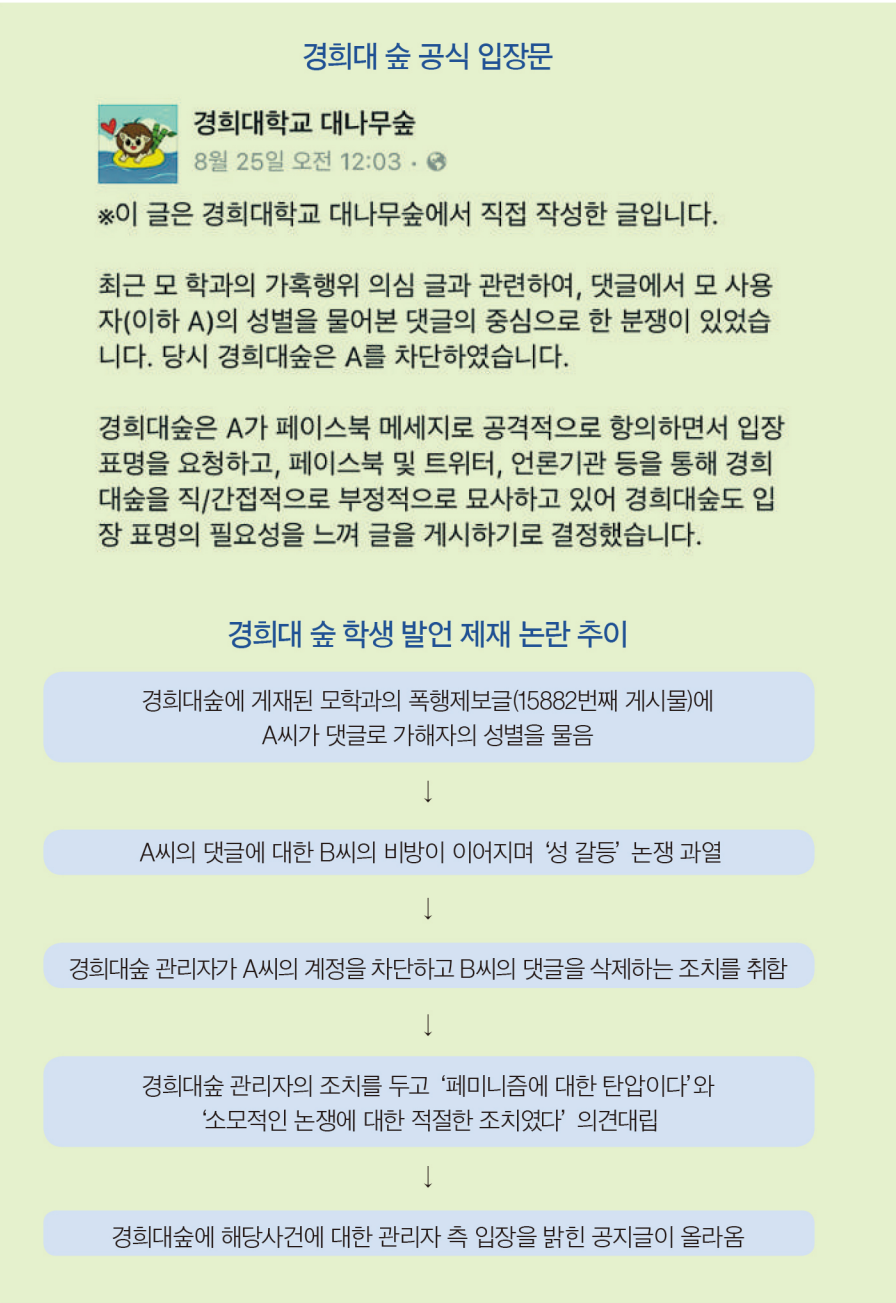 경희대 숲 공식 입장문
경희대학교 대나무숲
8월 25일 오전 12:03 ·
※이 글은 경희대학교 대나무숲에서 직접 작성한 글입니다.
최근 모 학과의 가혹행위 의심 글과 관련하여, 댓글에서 모 사용
자(이하 A)의 성별을 물어본 댓글의 중심으로 한 분쟁이 있었습
니다. 당시 경희대숲은 A를 차단하였습니다.
경희대숲은 A가 페이스북 메세지로 공격적으로 항의하면서 입장
표명을 요청하고, 페이스북 및 트위터, 언론기관 등을 통해 경희
대숲을 직/간접적으로 부정적으로 묘사하고 있어 경희대숲도 입
장 표명의 필요성을 느껴 글을 게시하기로 결정했습니다.
경희대 숲 학생 발언 제재 논란 추이
경희대숲에 게재된 모학과의 폭행제보글(15882번째 게시물)에
A씨가 댓글로 가해자의 성별을 물음
↓
A씨의 댓글에 대한 B씨의 비방이 이어지며 ‘성 갈등’ 논쟁 과열
↓
경희대숲 관리자가 A씨의 계정을 차단하고 B씨의 댓글을 삭제하는 조치를 취함
↓
경희대숲 관리자의 조치를 두고 ‘페미니즘에 대한 탄압이다’와
‘소모적인 논쟁에 대한 적절한 조치였다’ 의견대립
↓
경희대숲에 해당사건에 대한 관리자 측 입장을 밝힌 공지글이 올라옴